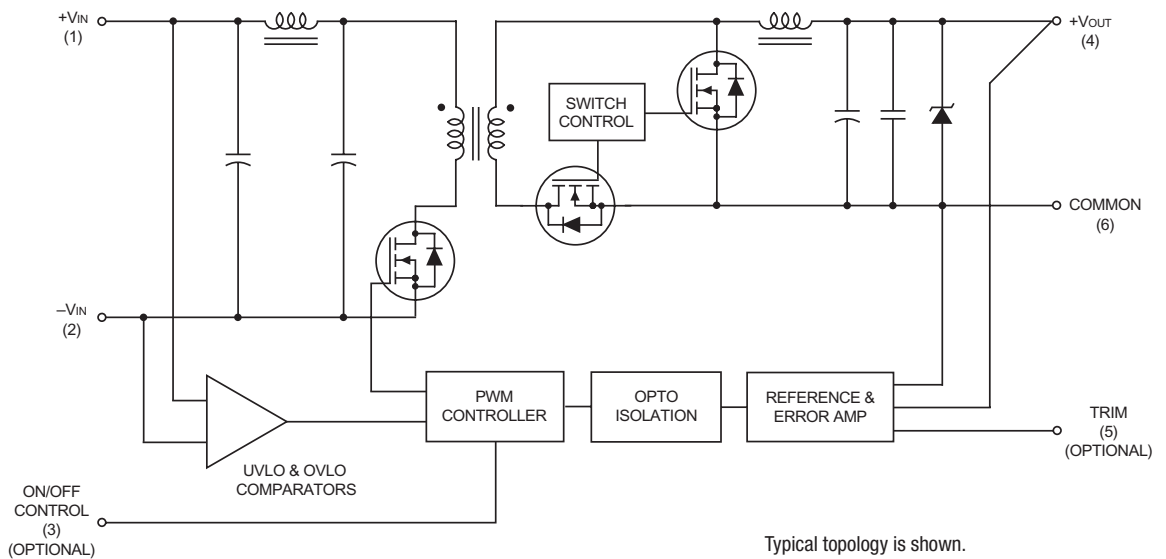 +VIN
(1)
+VOUT
(4)
SWITCH
CONTROL
COMMON
(6)
–VIN
(2)
PWM
CONTROLLER
OPTO
ISOLATION
REFERENCE &
ERROR AMP
TRIM
(5)
(OPTIONAL)
UVLO & OVLO
COMPARATORS
ON/OFF
CONTROL
(3)
(OPTIONAL)
Typical topology is shown.